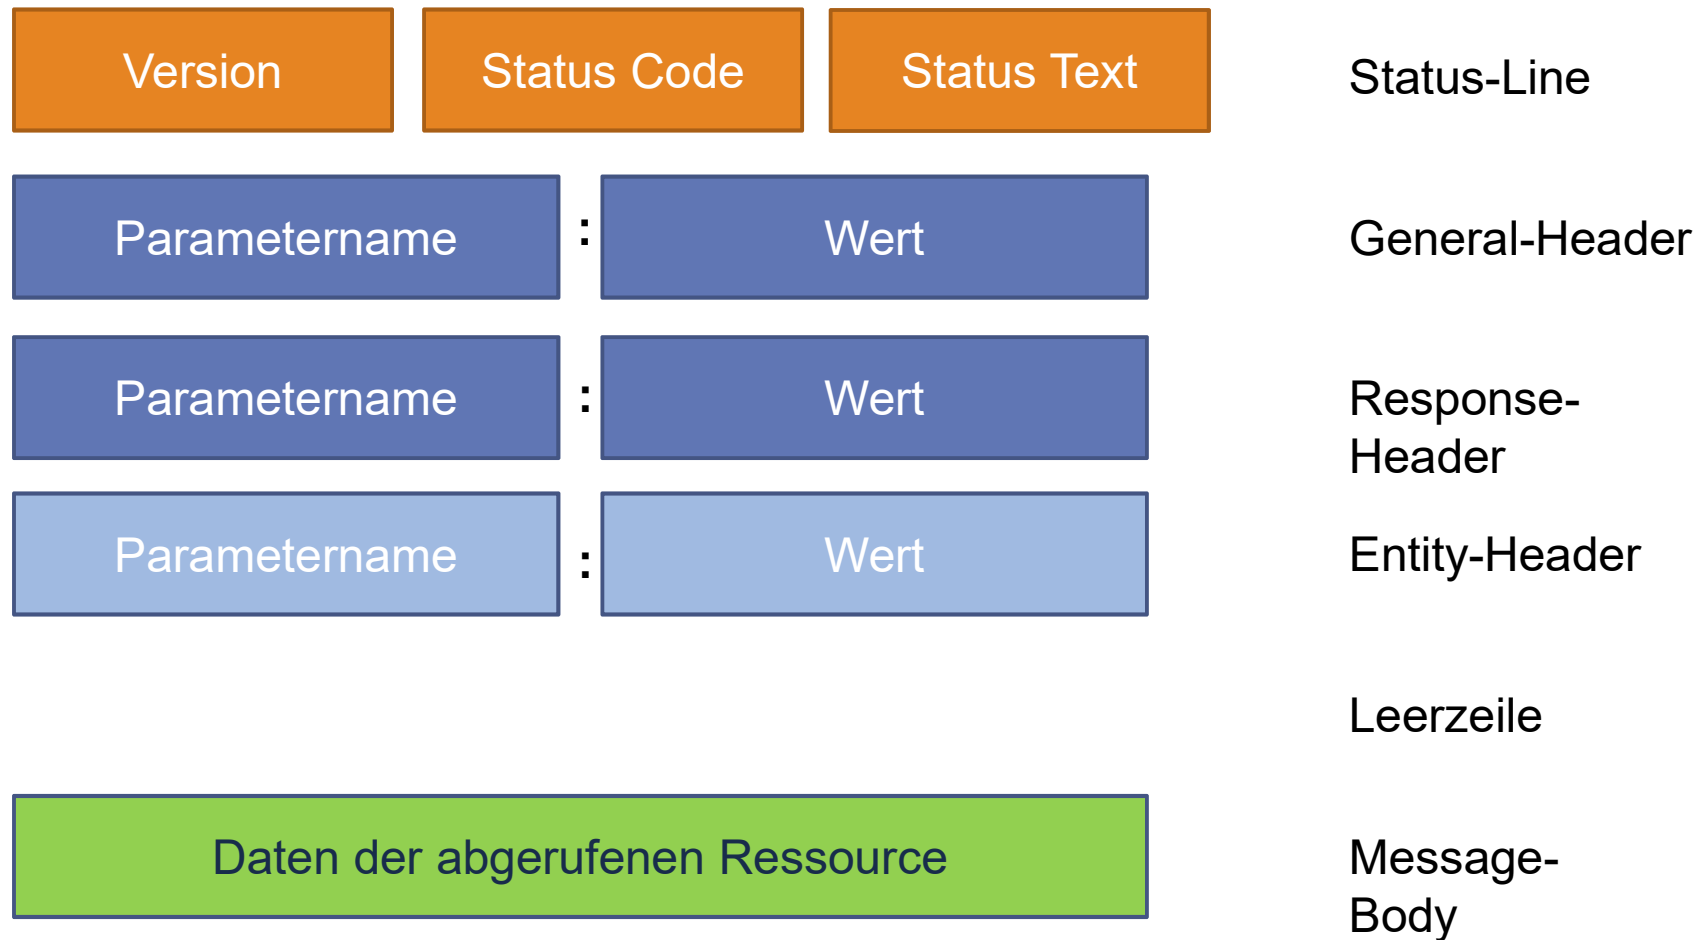 Version Status Code Status Text Status-Line
Parametername : Wert General-Header
Parametername : Wert Response-
Header
Parametername : Wert Entity-Header
Leerzeile
Daten der abgerufenen Ressource Message-
Body